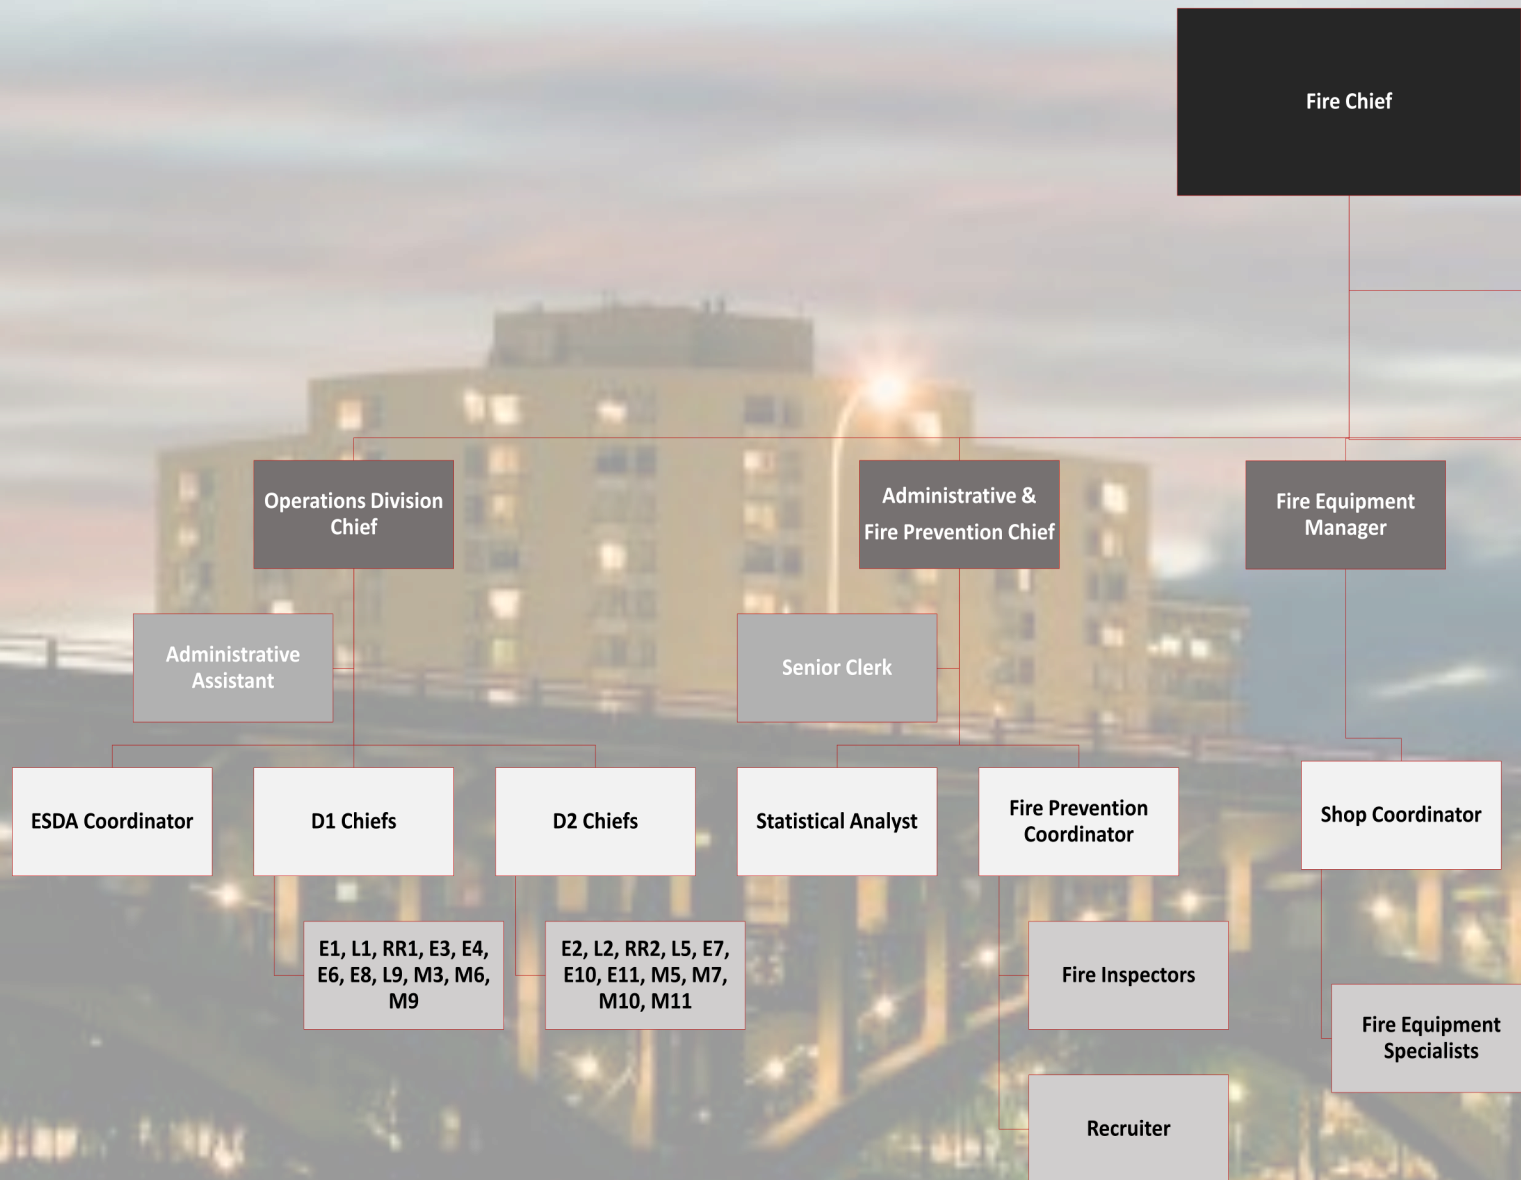 Fire Chief
Operations Division
Chief
Administrative &
Fire Prevention Chief
Fire Equipment
Manager
Administrative
Assistant
Senior Clerk
ESDA Coordinator
D1 Chiefs
D2 Chiefs
Statistical Analyst
Fire Prevention
Coordinator
Shop Coordinator
E1, L1, RR1, E3, E4,
E6, E8, L9, M3, M6,
M9
E2, L2, RR2, L5, E7,
E10, E11, M5, M7,
M10, M11
Fire Inspectors
Fire Equipment
Specialists
Recruiter